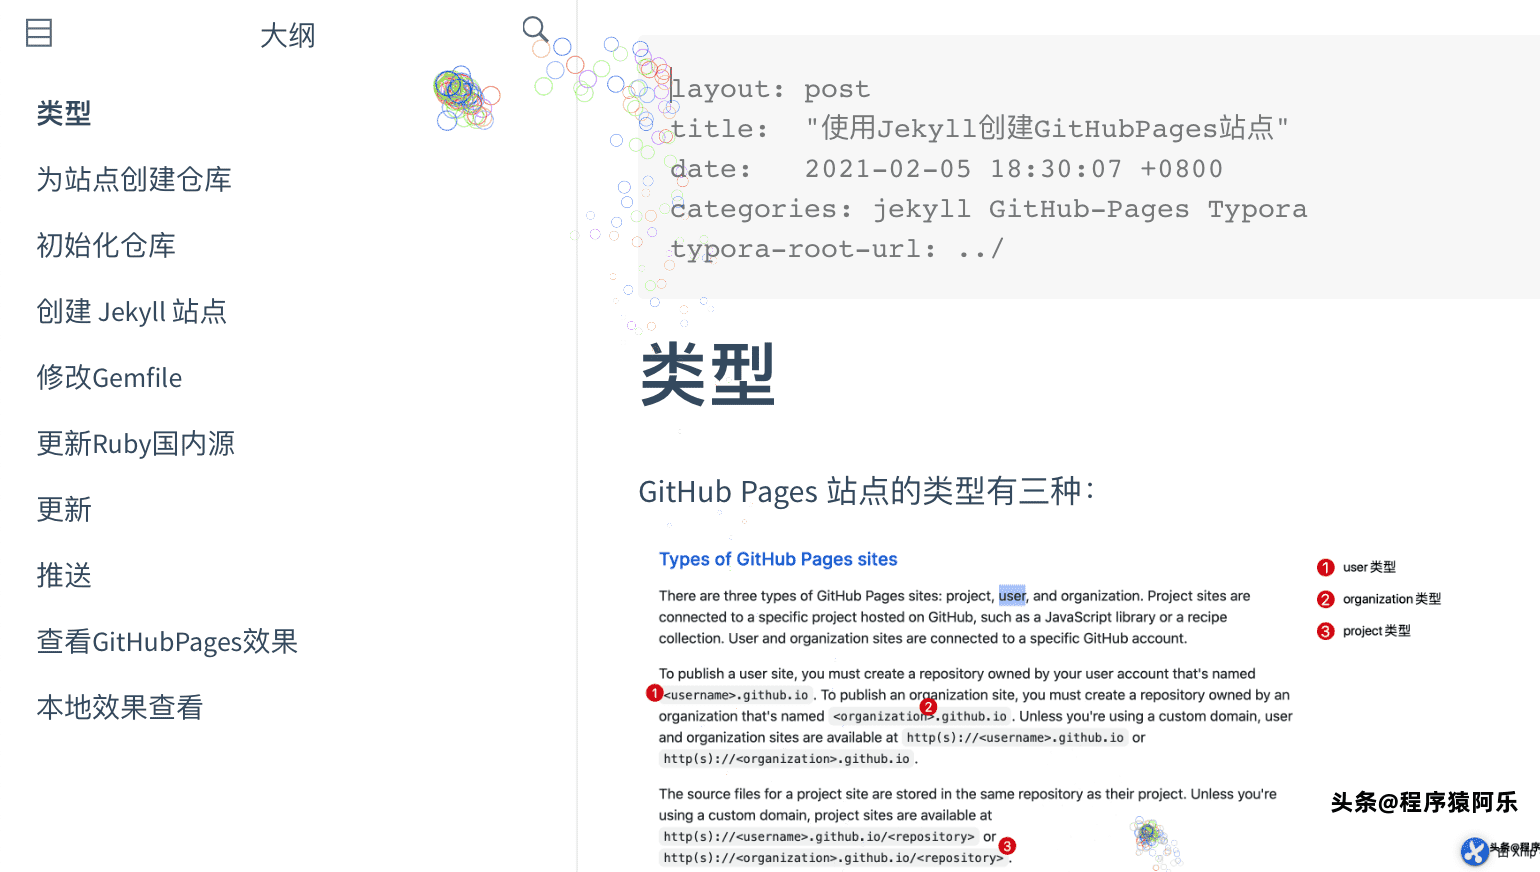 大纲
类型
为站点创建仓库
初始化仓库
创建 Jekyll 站点
修改Gemfile
更新Ruby国内源
更新
推送
查看GitHubPages效果
本地效果查看
layout: post
title:  "使用Jekyll创建GitHubPages站点"
date:   2021-02-05 18:30:07 +0800
categories: jekyll GitHub-Pages Typora
typora-root-url: ../
类型
GitHub Pages 站点的类型有三种：
Types of GitHub Pages sites
There are three types of GitHub Pages sites: project, user, and organization. Project sites are
connected to a specific project hosted on GitHub, such as a JavaScript library or a recipe
collection. User and organization sites are connected to a specific GitHub account.
To publish a user site, you must create a repository owned by your user account that's named
1 <username>.github.io . To publish an organization site, you must create a repository owned by an
organization that's named 2 <organization>.github.io . Unless you're using a custom domain, user
and organization sites are available at http(s)://<username>.github.io or
http(s)://<organization>.github.io .
The source files for a project site are stored in the same repository as their project. Unless you're
using a custom domain, project sites are available at
http(s)://<username>.github.io/<repository> or
http(s)://<organization>.github.io/<repository> 3 .
1 user 类型
2 organization 类型
3 project 类型
头条@程序猿阿乐
头条@程序